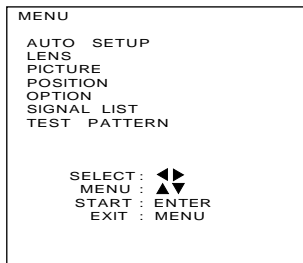 MENU
AUTO SETUP
LENS
PICTURE
POSITION
OPTION
SIGNAL LIST
TEST PATTERN
SELECT : ◀▶
MENU : ▲▼
START : ENTER
EXIT : MENU